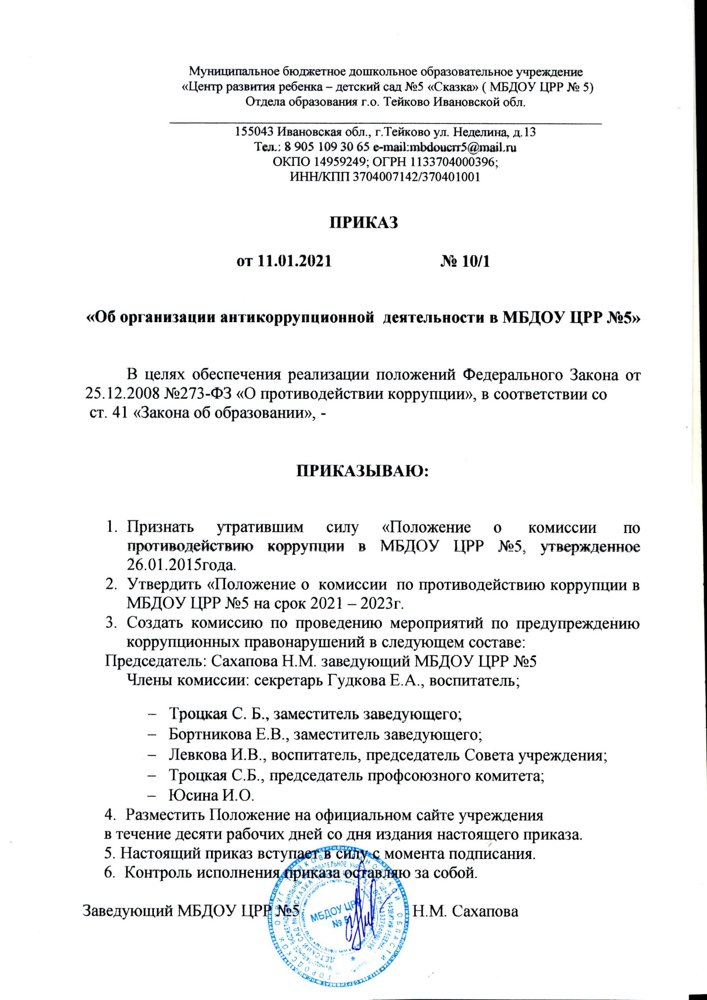 Муниципальное бюджетное дошкольное образовательное учреждение
«Центр развития ребенка – детский сад №5 «Сказка» ( МБДОУ ЦРР № 5)
Отдела образования г.о. Тейково Ивановской обл.
155043 Ивановская обл., г.Тейково ул. Неделина, д.13
Тел.: 8 905 109 30 65 e-mail:mbdoucrr5@mail.ru
ОКПО 14959249; ОГРН 1133704000396;
ИНН/КПП 3704007142/370401001
ПРИКАЗ
от 11.01.2021 № 10/1
«Об организации антикоррупционной деятельности в МБДОУ ЦРР №5»
В целях обеспечения реализации положений Федерального Закона от
25.12.2008 №273-ФЗ «О противодействии коррупции», в соответствии со
ст. 41 «Закона об образовании», -
ПРИКАЗЫВАЮ:
1. Признать утратившим силу «Положение о комиссии по
противодействию коррупции в МБДОУ ЦРР №5, утвержденное
26.01.2015года.
2. Утвердить «Положение о комиссии по противодействию коррупции в
МБДОУ ЦРР №5 на срок 2021 – 2023г.
3. Создать комиссию по проведению мероприятий по предупреждению
коррупционных правонарушений в следующем составе:
Председатель: Сахапова Н.М. заведующий МБДОУ ЦРР №5
Члены комиссии: секретарь Гудкова Е.А., воспитатель;
– Троцкая С. Б., заместитель заведующего;
– Бортникова Е.В., заместитель заведующего;
– Левкова И.В., воспитатель, председатель Совета учреждения;
– Троцкая С.Б., председатель профсоюзного комитета;
– Юсина И.О.
4. Разместить Положение на официальном сайте учреждения
в течение десяти рабочих дней со дня издания настоящего приказа.
5. Настоящий приказ вступает в силу с момента подписания.
6. Контроль исполнения приказа оставляю за собой.
Заведующий МБДОУ ЦРР №5 Н.М. Сахапова
ГОРОДСКОЙ ОКРУГ ТЕЙКОВО ИВАНОВСКОЙ ОБЛАСТИ
МБДОУ ЦРР
№ 5